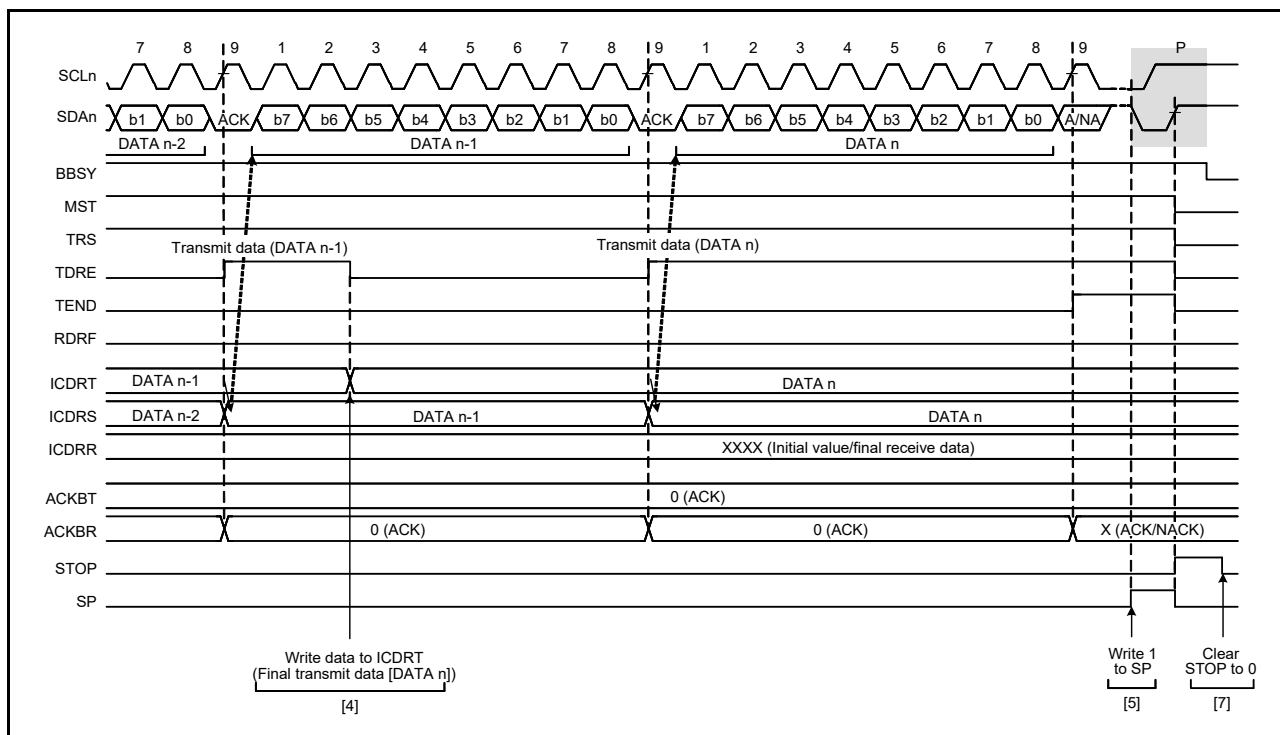 7 8 9 1 2 3 4 5 6 7 8 9 1 2 3 4 5 6 7 8 9 P
SCLn
SDAn b1 b0 ACK b7 b6 b5 b4 b3 b2 b1 b0 ACK b7 b6 b5 b4 b3 b2 b1 b0 A/NA
DATA n-2 DATA n-1 DATA n
BBSY
MST
TRS
Transmit data (DATA n-1) Transmit data (DATA n)
TDRE
TEND
RDRF
ICDRT DATA n-1 DATA n
ICDRS DATA n-2 DATA n-1 DATA n
ICDRR XXXX (Initial value/final receive data)
ACKBT 0 (ACK)
ACKBR 0 (ACK) 0 (ACK) X (ACK/NACK)
STOP
SP
Write data to ICDRT
(Final transmit data [DATA n])
[4]
Write 1
to SP
[5]
Clear
STOP to 0
[7]